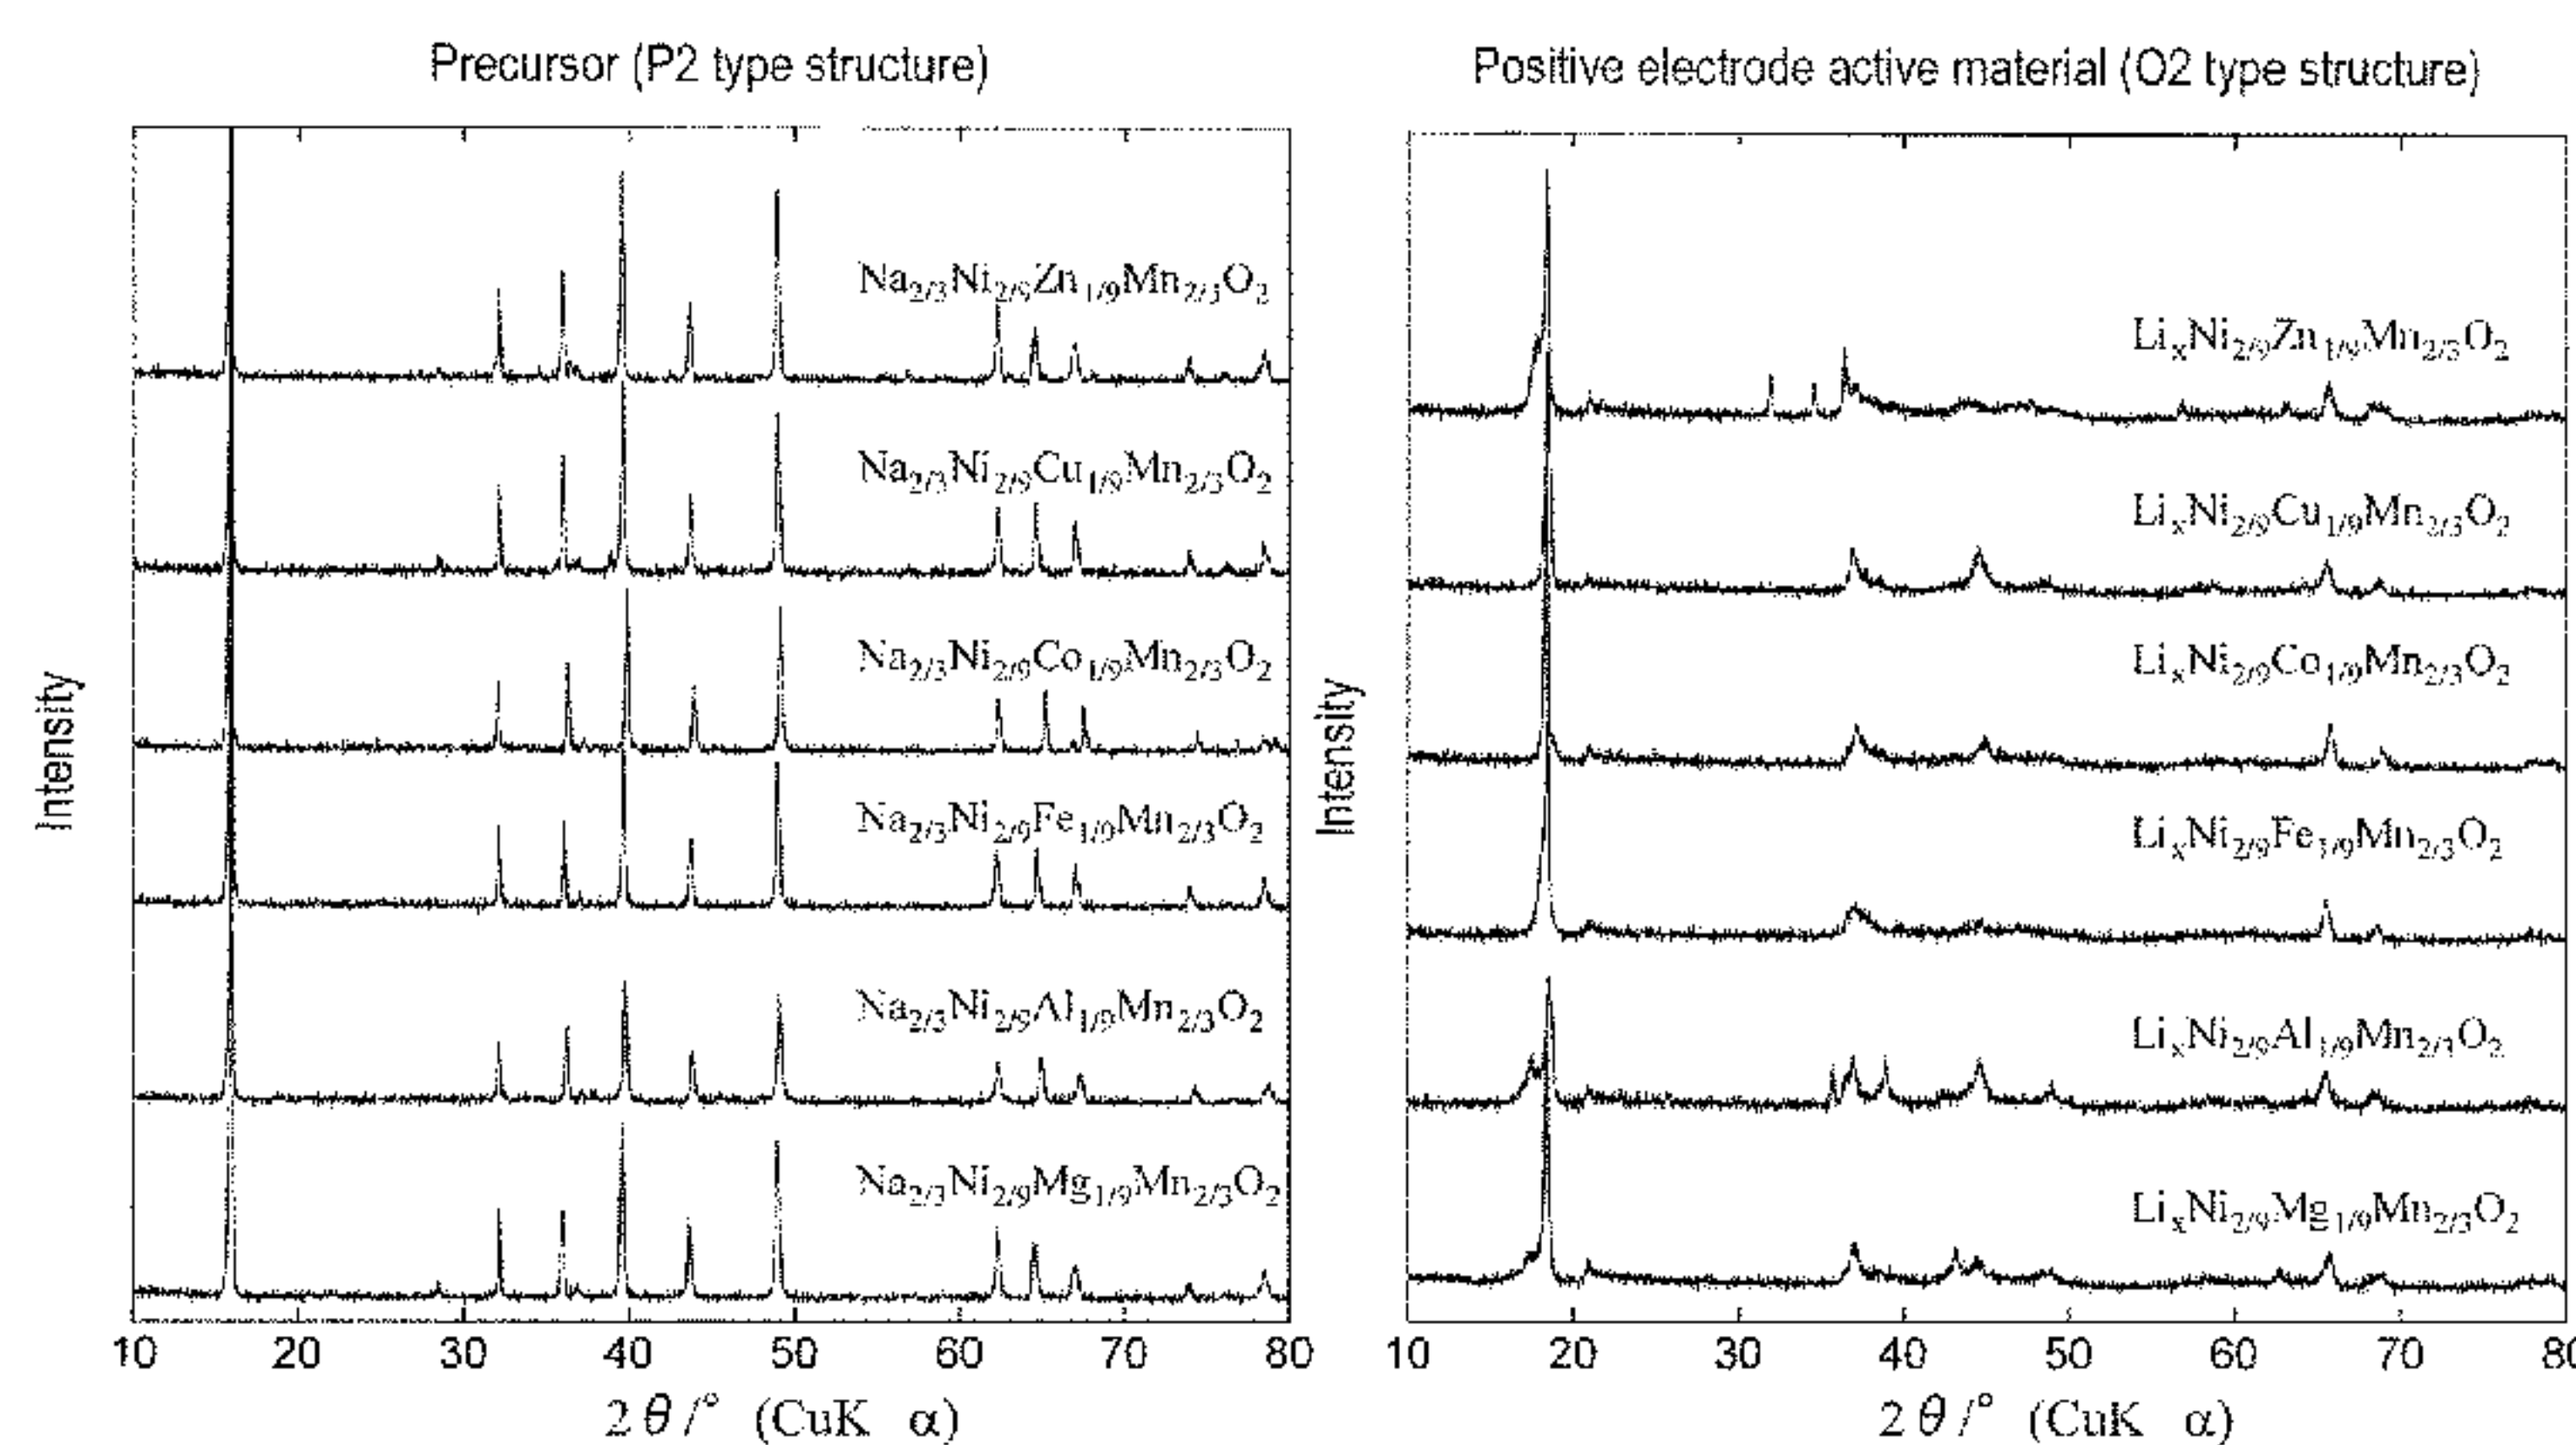 Precursor (P2 type structure)
Na2/3Ni2/9Zn1/9Mn2/3O2
Na2/3Ni2/9Cu1/9Mn2/3O2
Na2/3Ni2/9Co1/9Mn2/3O2
Na2/3Ni2/9Fe1/9Mn2/3O2
Na2/3Ni2/9Al1/9Mn2/3O2
Na2/3Ni2/9Mg1/9Mn2/3O2
Intensity
10 20 30 40 50 60 70 80
2θ/° (CuK α)
Positive electrode active material (O2 type structure)
LixNi2/9Zn1/9Mn2/3O2
LixNi2/9Cu1/9Mn2/3O2
LixNi2/9Co1/9Mn2/3O2
LixNi2/9Fe1/9Mn2/3O2
LixNi2/9Al1/9Mn2/3O2
LixNi2/9Mg1/9Mn2/3O2
Intensity
10 20 30 40 50 60 70 80
2θ/° (CuK α)